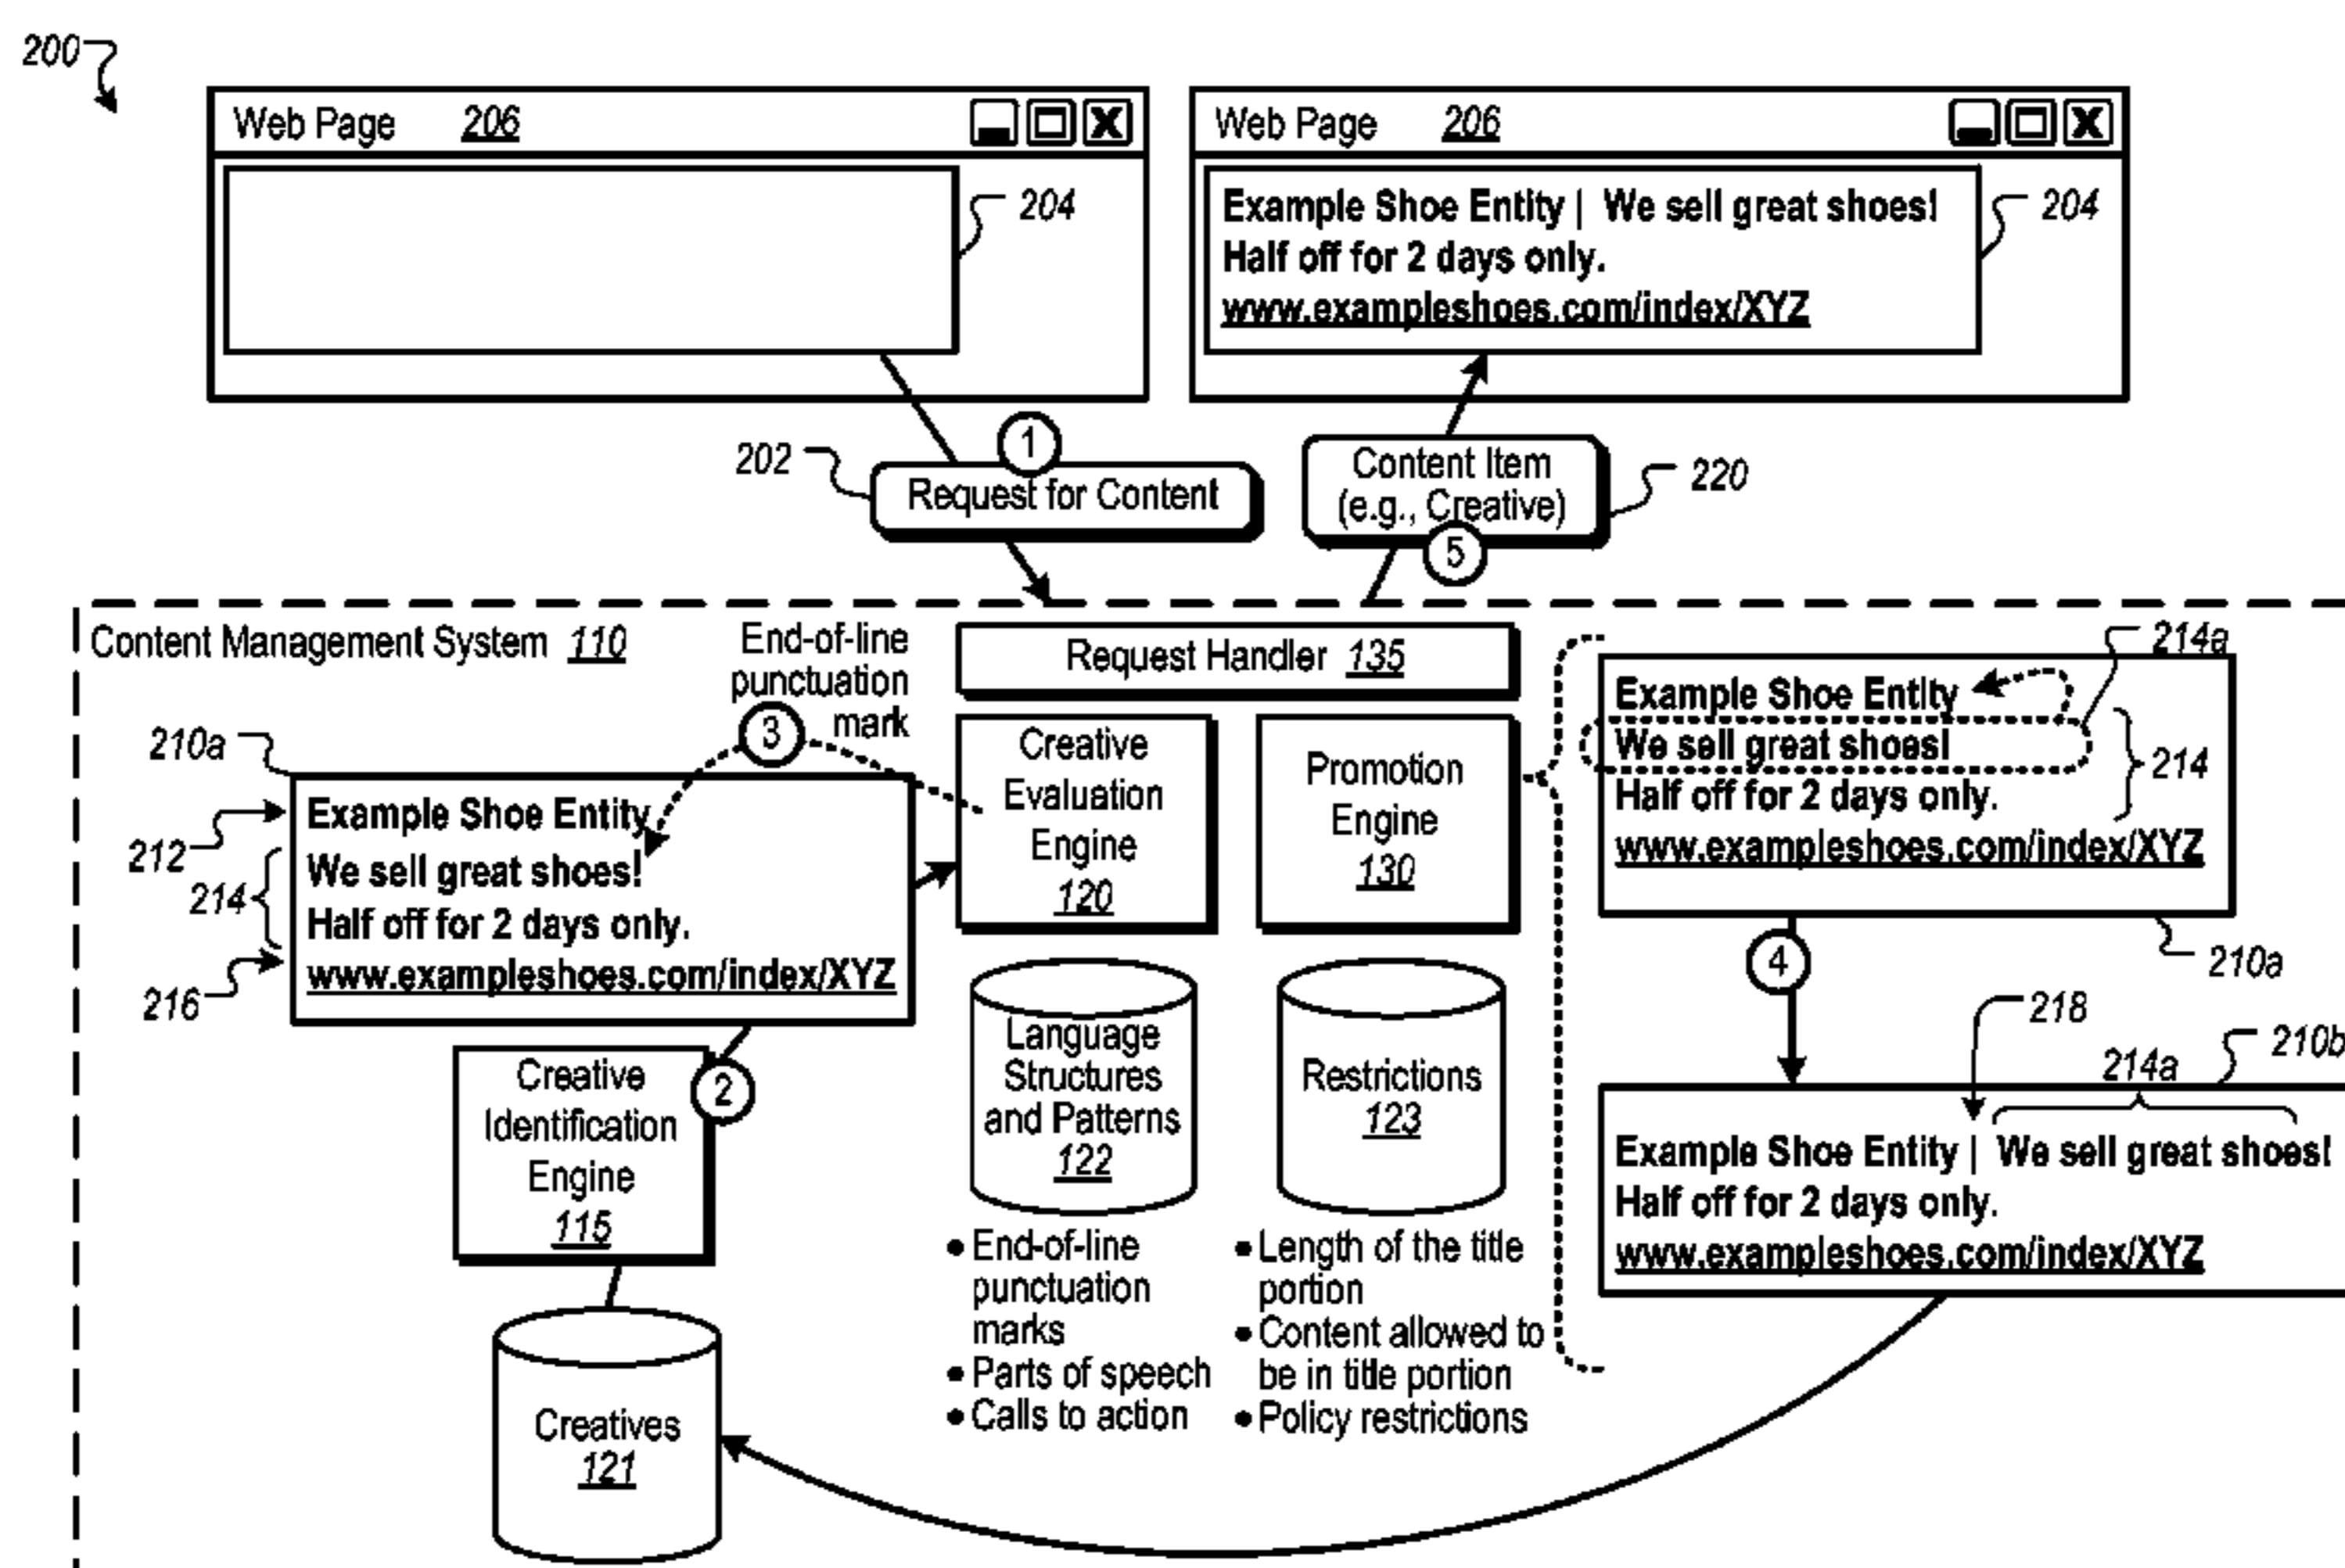 200
Web Page 206
204
Web Page 206
Example Shoe Entity | We sell great shoes!
Half off for 2 days only.
www.exampleshoes.com/index/XYZ
204
202
1
Request for Content
Content Item
(e.g., Creative)
5
220
Content Management System 110
End-of-line
punctuation
mark
3
Request Handler 135
210a
212
214
216
Example Shoe Entity
We sell great shoes!
Half off for 2 days only.
www.exampleshoes.com/index/XYZ
Creative
Evaluation
Engine
120
Promotion
Engine
130
214a
Example Shoe Entity
We sell great shoes!
Half off for 2 days only.
www.exampleshoes.com/index/XYZ
214
210a
4
Creative
Identification
Engine
115
2
Language
Structures
and Patterns
122
Restrictions
123
218
214a
210b
Example Shoe Entity | We sell great shoes!
Half off for 2 days only.
www.exampleshoes.com/index/XYZ
• End-of-line
punctuation
marks
• Parts of speech
• Calls to action
• Length of the title
portion
• Content allowed to
be in title portion
• Policy restrictions
Creatives
121